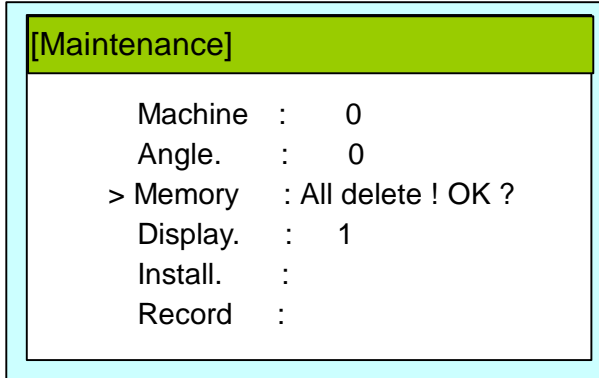 [Maintenance]
Machine : 0
Angle. : 0
> Memory : All delete ! OK ?
Display. : 1
Install. :
Record :